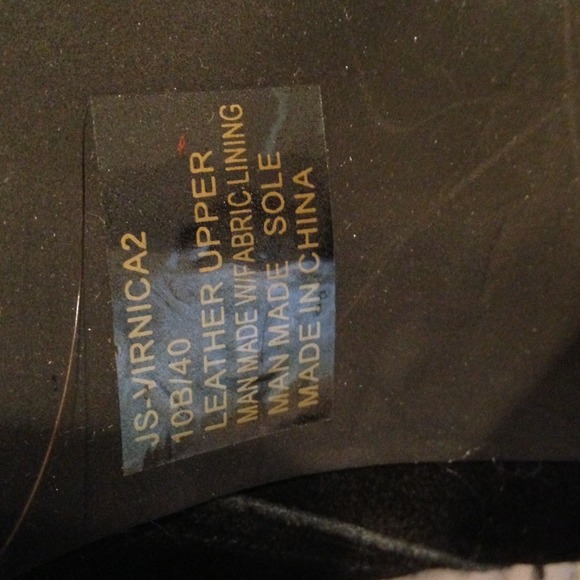 JS-VIRNICA2
10B/40
LEATHER UPPER
MAN MADE W/FABRIC LINING
MAN MADE SOLE
MADE IN CHINA